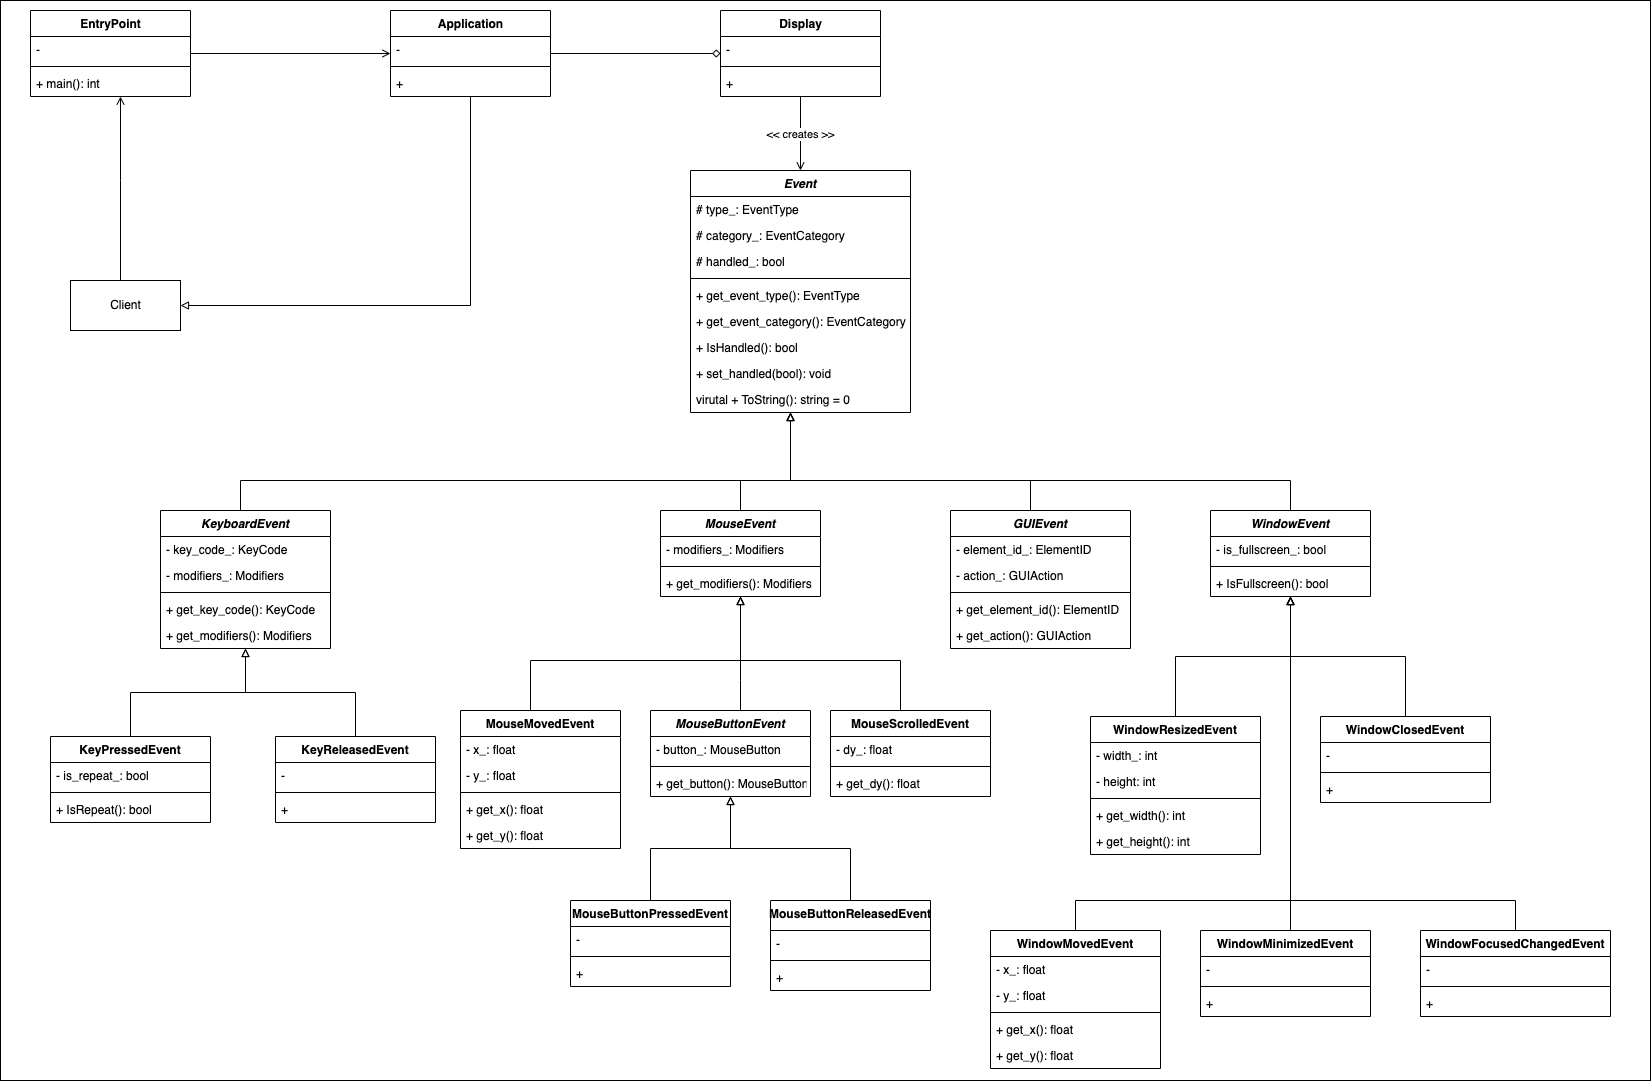 EntryPoint
-
+ main(): int
Application
-
+
Display
-
+
<< creates >>
Event
# type_: EventType
# category_: EventCategory
# handled_: bool
+ get_event_type(): EventType
+ get_event_category(): EventCategory
+ IsHandled(): bool
+ set_handled(bool): void
virutal + ToString(): string = 0
Client
KeyboardEvent
- key_code_: KeyCode
- modifiers_: Modifiers
+ get_key_code(): KeyCode
+ get_modifiers(): Modifiers
MouseEvent
- modifiers_: Modifiers
+ get_modifiers(): Modifiers
GUIEvent
- element_id_: ElementID
- action_: GUIAction
+ get_element_id(): ElementID
+ get_action(): GUIAction
WindowEvent
- is_fullscreen_: bool
+ IsFullscreen(): bool
KeyPressedEvent
- is_repeat_: bool
+ IsRepeat(): bool
KeyReleasedEvent
-
+
MouseMovedEvent
- x_: float
- y_: float
+ get_x(): float
+ get_y(): float
MouseButtonEvent
- button_: MouseButton
+ get_button(): MouseButton
MouseScrolledEvent
- dy_: float
+ get_dy(): float
WindowResizedEvent
- width_: int
- height: int
+ get_width(): int
+ get_height(): int
WindowClosedEvent
-
+
MouseButtonPressedEvent
-
+
MouseButtonReleasedEvent
-
+
WindowMovedEvent
- x_: float
- y_: float
+ get_x(): float
+ get_y(): float
WindowMinimizedEvent
-
+
WindowFocusedChangedEvent
-
+